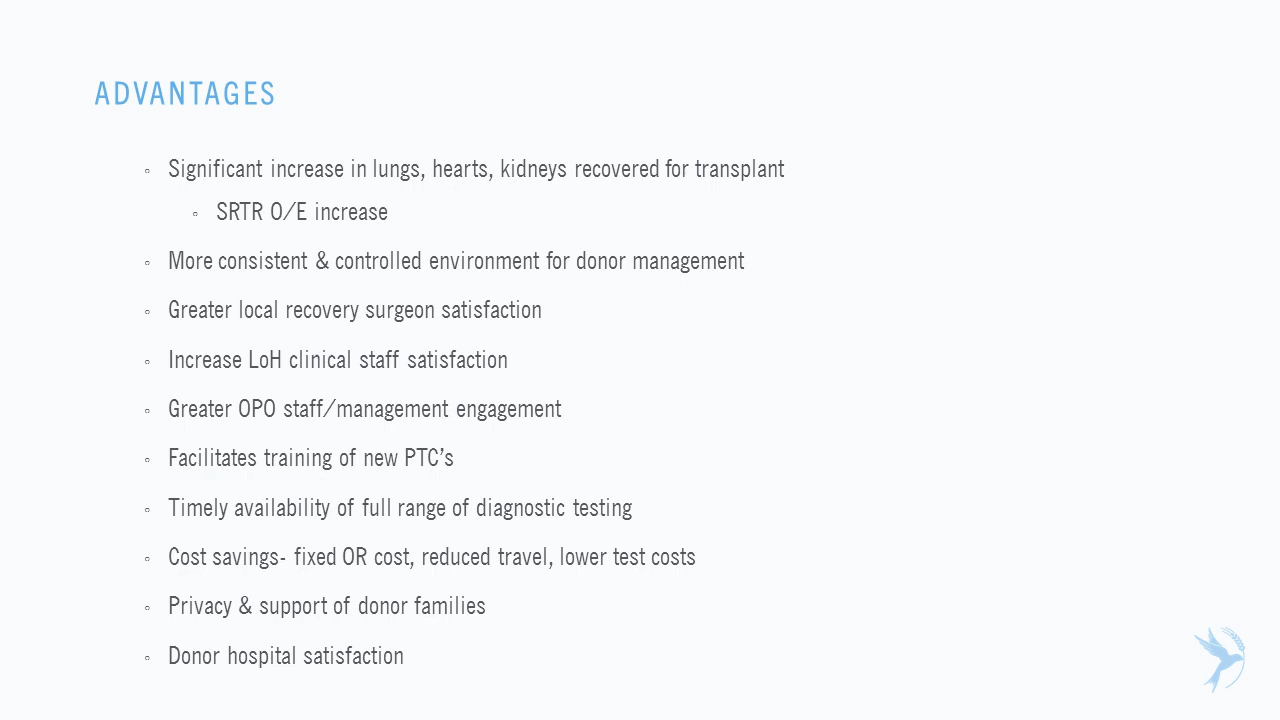 ADVANTAGES
Significant increase in lungs, hearts, kidneys recovered for transplant
SRTR O/E increase
More consistent & controlled environment for donor management
Greater local recovery surgeon satisfaction
Increase LoH clinical staff satisfaction
Greater OPO staff/management engagement
Facilitates training of new PTC’s
Timely availability of full range of diagnostic testing
Cost savings- fixed OR cost, reduced travel, lower test costs
Privacy & support of donor families
Donor hospital satisfaction